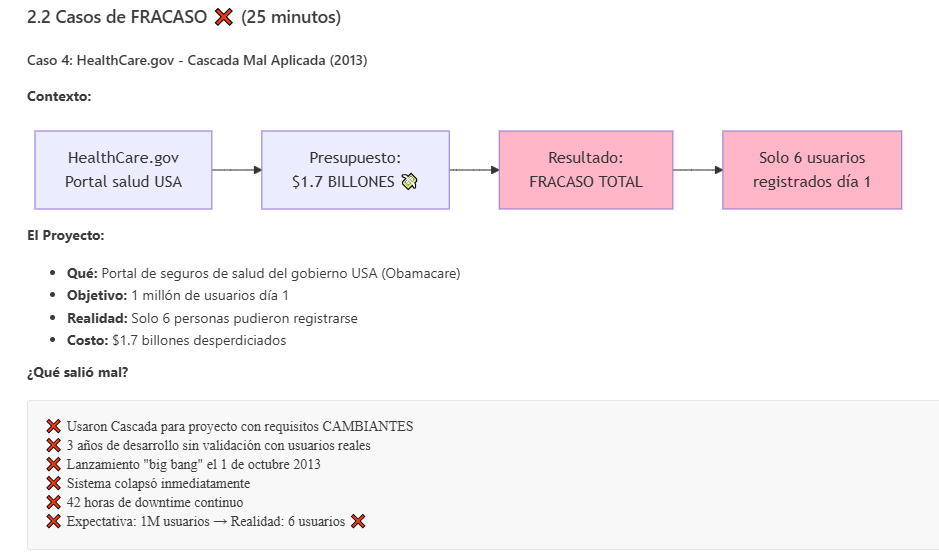 2.2 Casos de FRACASO ❌ (25 minutos)
Caso 4: HealthCare.gov - Cascada Mal Aplicada (2013)
Contexto:
HealthCare.gov
Portal salud USA
Presupuesto:
$1.7 BILLONES 💸
Resultado:
FRACASO TOTAL
Solo 6 usuarios
registrados día 1
El Proyecto:
• Qué: Portal de seguros de salud del gobierno USA (Obamacare)
• Objetivo: 1 millón de usuarios día 1
• Realidad: Solo 6 personas pudieron registrarse
• Costo: $1.7 billones desperdiciados
¿Qué salió mal?
❌ Usaron Cascada para proyecto con requisitos CAMBIANTES
❌ 3 años de desarrollo sin validación con usuarios reales
❌ Lanzamiento "big bang" el 1 de octubre 2013
❌ Sistema colapsó inmediatamente
❌ 42 horas de downtime continuo
❌ Expectativa: 1M usuarios → Realidad: 6 usuarios ❌